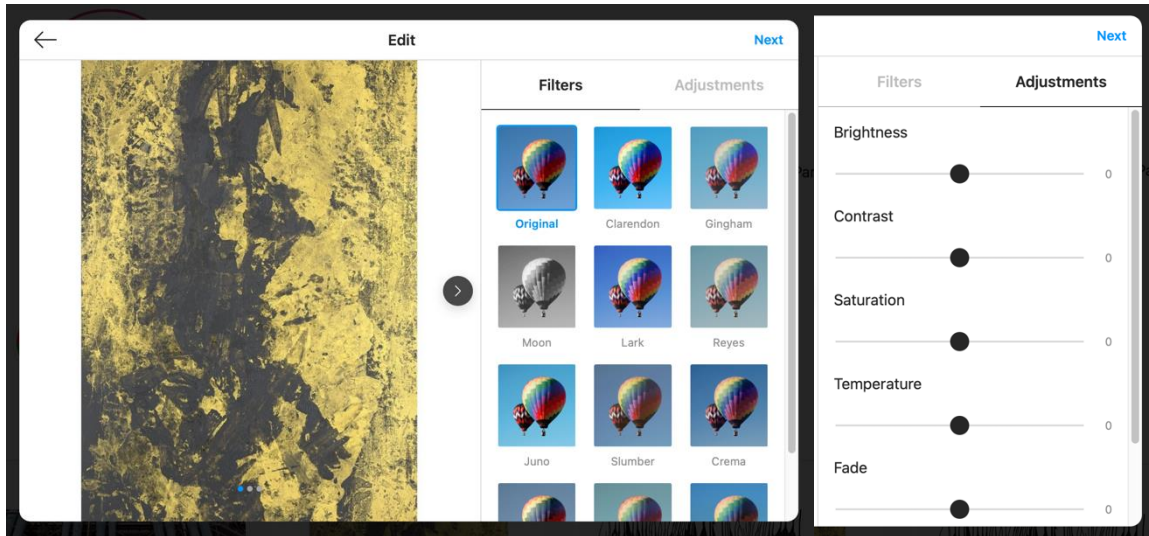 Edit
Next
Filters
Adjustments
Original
Clarendon
Gingham
Moon
Lark
Reyes
Juno
Slumber
Crema
Next
Filters
Adjustments
Brightness
0
Contrast
0
Saturation
0
Temperature
0
Fade
0